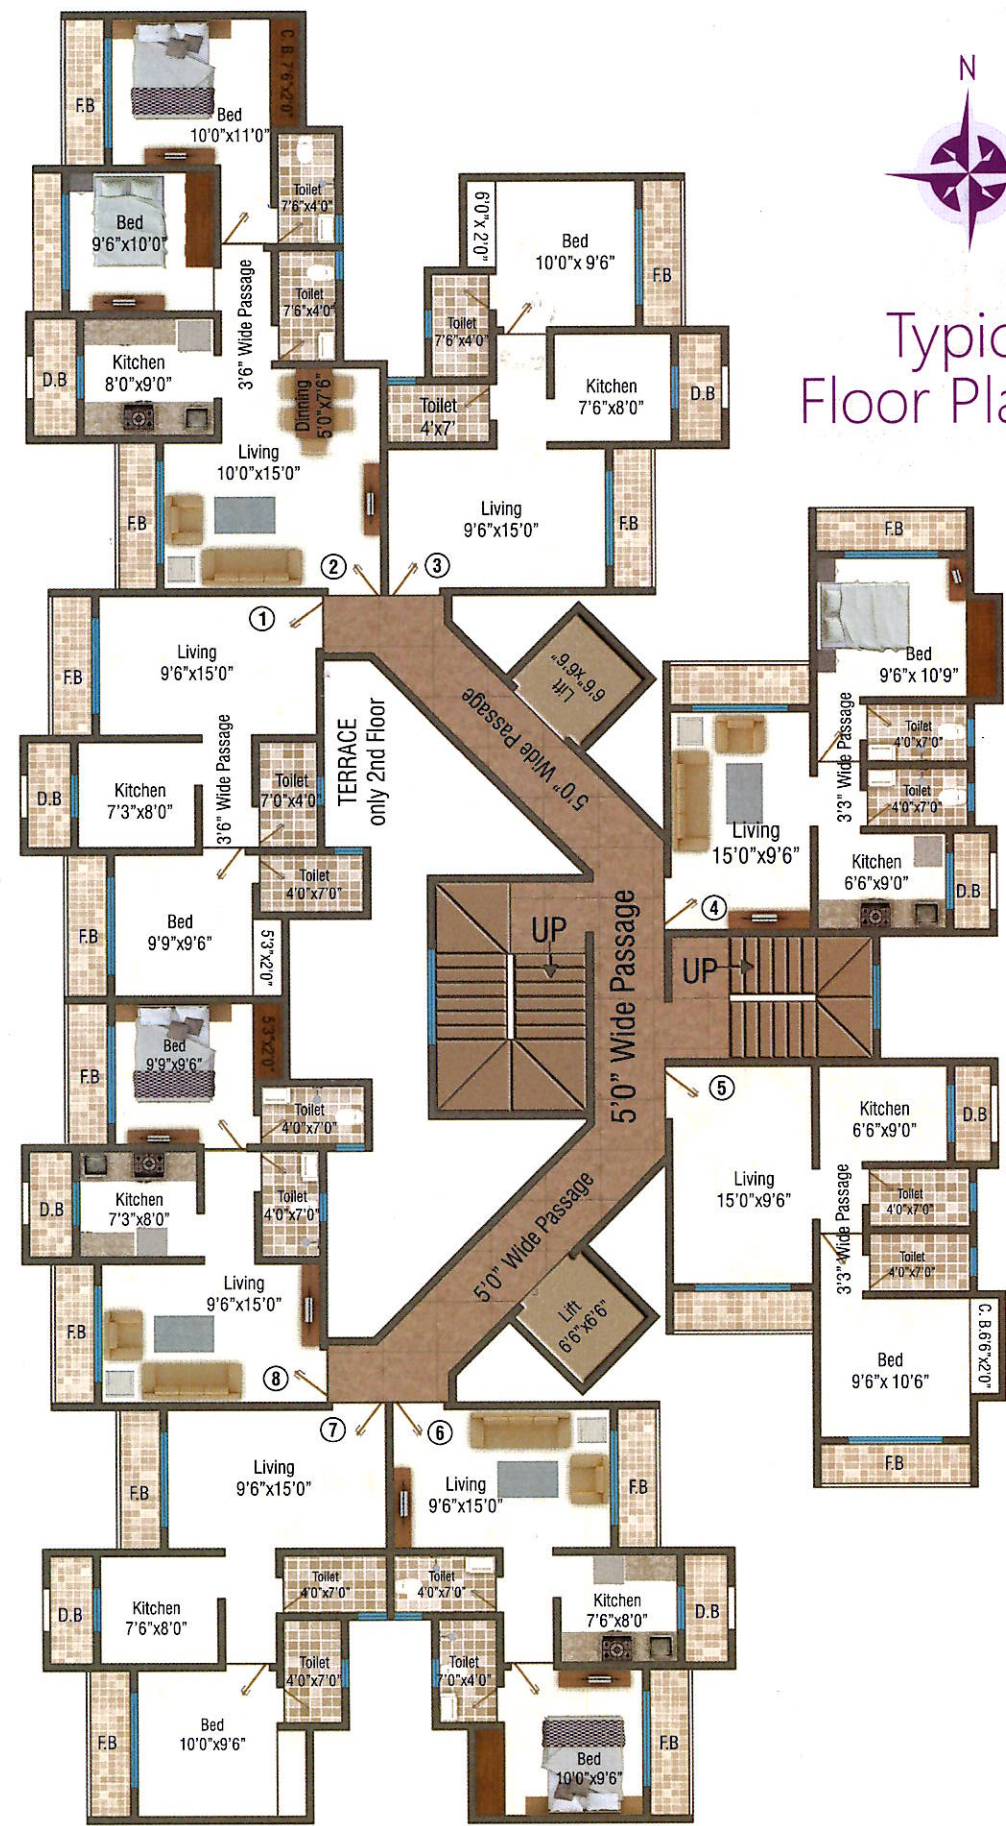 N
Typic
Floor Pla
F.B
Bed
10'0"x11'0"
C. B. 7'6"x2'0"
Toilet
7'6"x4'0"
Bed
9'6"x10'0"
3'6" Wide Passage
Toilet
7'6"x4'0"
D.B
Kitchen
8'0"x9'0"
Dinning
5'0"x7'6"
Living
10'0"x15'0"
F.B
2
6'0"x 2'0"
Bed
10'0"x 9'6"
F.B
Toilet
7'6"x4'0"
Toilet
4'x7'
Kitchen
7'6"x8'0"
D.B
Living
9'6"x15'0"
F.B
3
1
Living
9'6"x15'0"
F.B
3'6" Wide Passage
D.B
Kitchen
7'3"x8'0"
Toilet
7'0"x4'0"
Toilet
4'0"x7'0"
F.B
Bed
9'9"x9'6"
5'3"x2'0"
TERRACE
only 2nd Floor
Lift
6'6"x6'6"
5'0" Wide Passage
5'0" Wide Passage
UP
UP
F.B
Bed
9'6"x 10'9"
3'3" Wide Passage
Toilet
4'0"x7'0"
Toilet
4'0"x7'0"
Living
15'0"x9'6"
Kitchen
6'6"x9'0"
D.B
4
5
Kitchen
6'6"x9'0"
D.B
Living
15'0"x9'6"
3'3" Wide Passage
Toilet
4'0"x7'0"
Toilet
4'0"x7'0"
Bed
9'6"x 10'6"
C. B.6'6"x2'0"
F.B
F.B
Bed
9'9"x9'6"
5'3"x2'0"
Toilet
4'0"x7'0"
D.B
Kitchen
7'3"x8'0"
Toilet
4'0"x7'0"
F.B
Living
9'6"x15'0"
8
5'0" Wide Passage
Lift
6'6"x6'6"
7
6
F.B
Living
9'6"x15'0"
D.B
Kitchen
7'6"x8'0"
Toilet
4'0"x7'0"
Toilet
4'0"x7'0"
F.B
Bed
10'0"x9'6"
Living
9'6"x15'0"
F.B
Toilet
4'0"x7'0"
Kitchen
7'6"x8'0"
D.B
Toilet
7'0"x4'0"
Bed
10'0"x9'6"
F.B